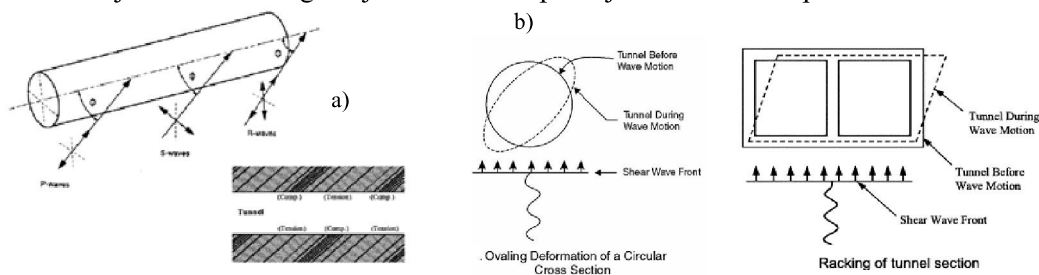 b)
a)
Φ
Φ
Φ
P-waves
S-waves
R-waves
(Comp.) (Tension) (Comp.)
Tunnel
(Tension) (Comp.) (Tension)
Tunnel Before
Wave Motion
Tunnel During
Wave Motion
Shear Wave Front
. Ovaling Deformation of a Circular
Cross Section
Tunnel During
Wave Motion
Tunnel Before
Wave Motion
Shear Wave Front
Racking of tunnel section